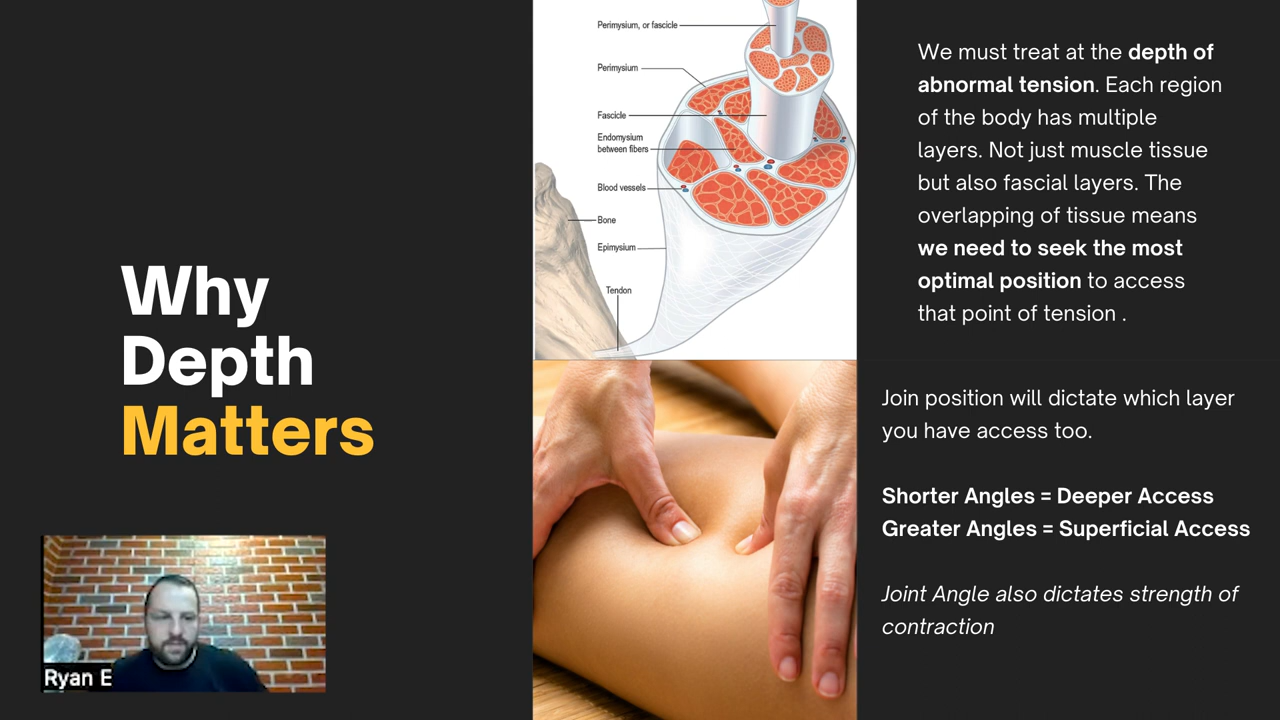 Why
Depth
Matters
Ryan E
Perimysium, or fascicle
Perimysium
Fascicle
Endomysium
between fibers
Blood vessels
Bone
Epimysium
Tendon
We must treat at the depth of
abnormal tension. Each region
of the body has multiple
layers. Not just muscle tissue
but also fascial layers. The
overlapping of tissue means
we need to seek the most
optimal position to access
that point of tension .
Join position will dictate which layer
you have access too.
Shorter Angles = Deeper Access
Greater Angles = Superficial Access
Joint Angle also dictates strength of
contraction